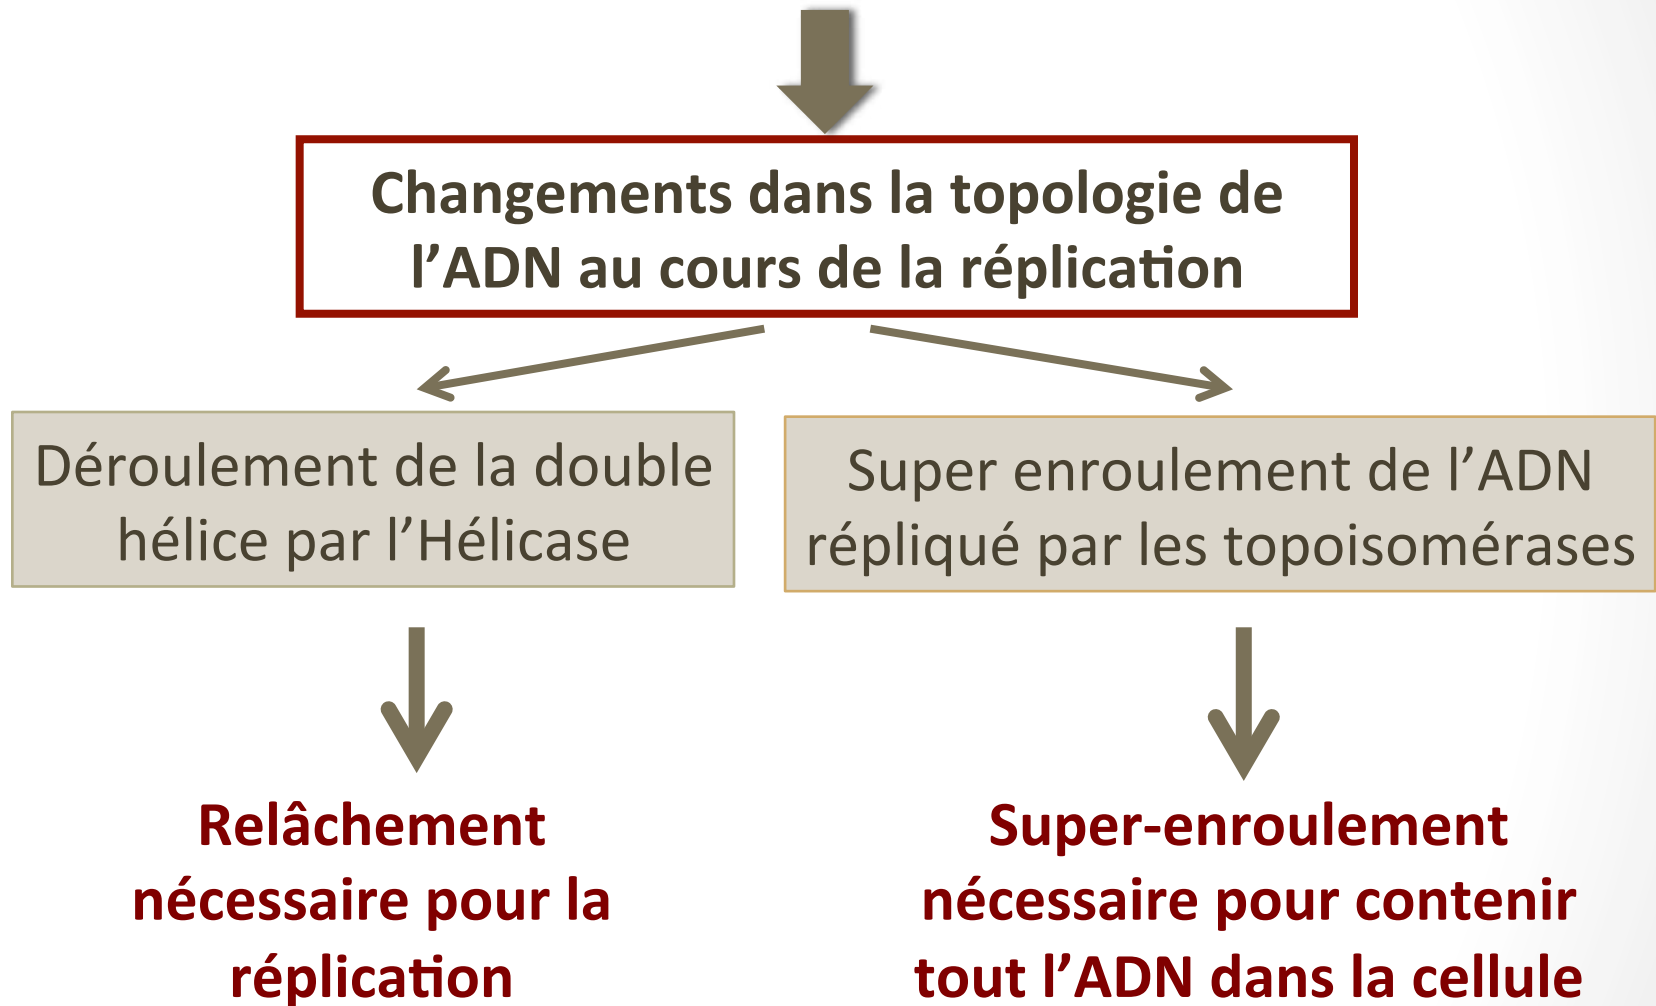 Changements dans la topologie de
l’ADN au cours de la réplication
Déroulement de la double
hélice par l’Hélicase
Super enroulement de l’ADN
répliqué par les topoisomérases
Relâchement
nécessaire pour la
réplication
Super-enroulement
nécessaire pour contenir
tout l’ADN dans la cellule